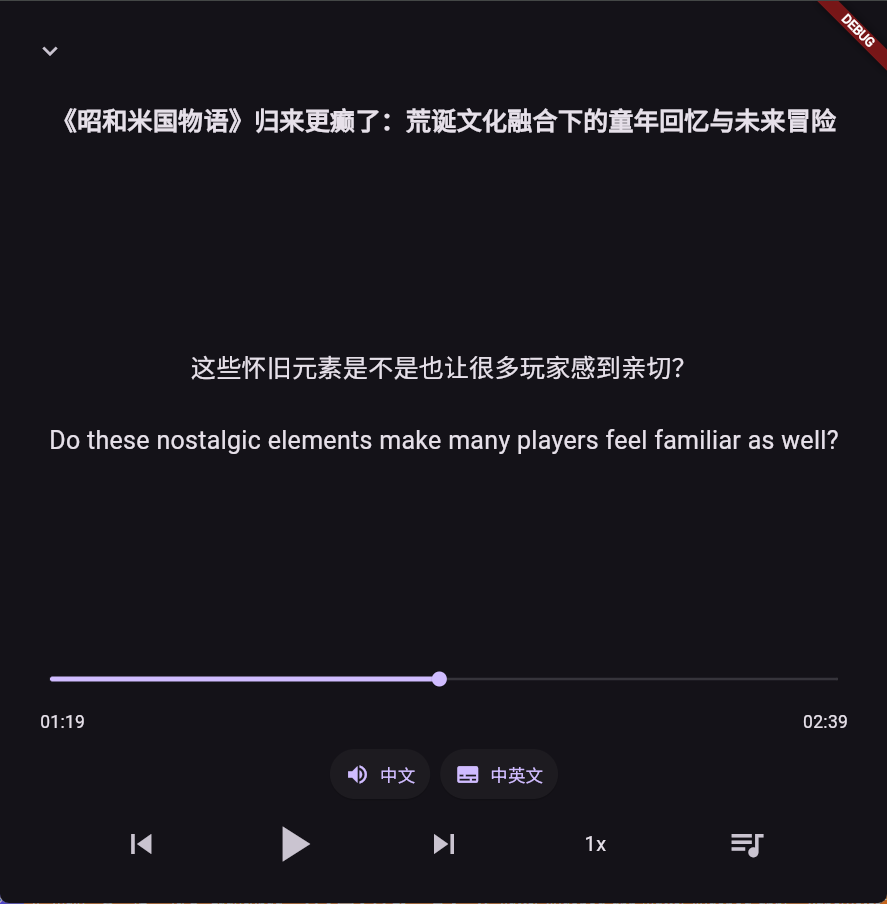 DEBUG
《昭和米国物语》归来更癫了：荒诞文化融合下的童年回忆与未来冒险
这些怀旧元素是不是也让很多玩家感到亲切？
Do these nostalgic elements make many players feel familiar as well?
01:19
02:39
中文
中英文
1x